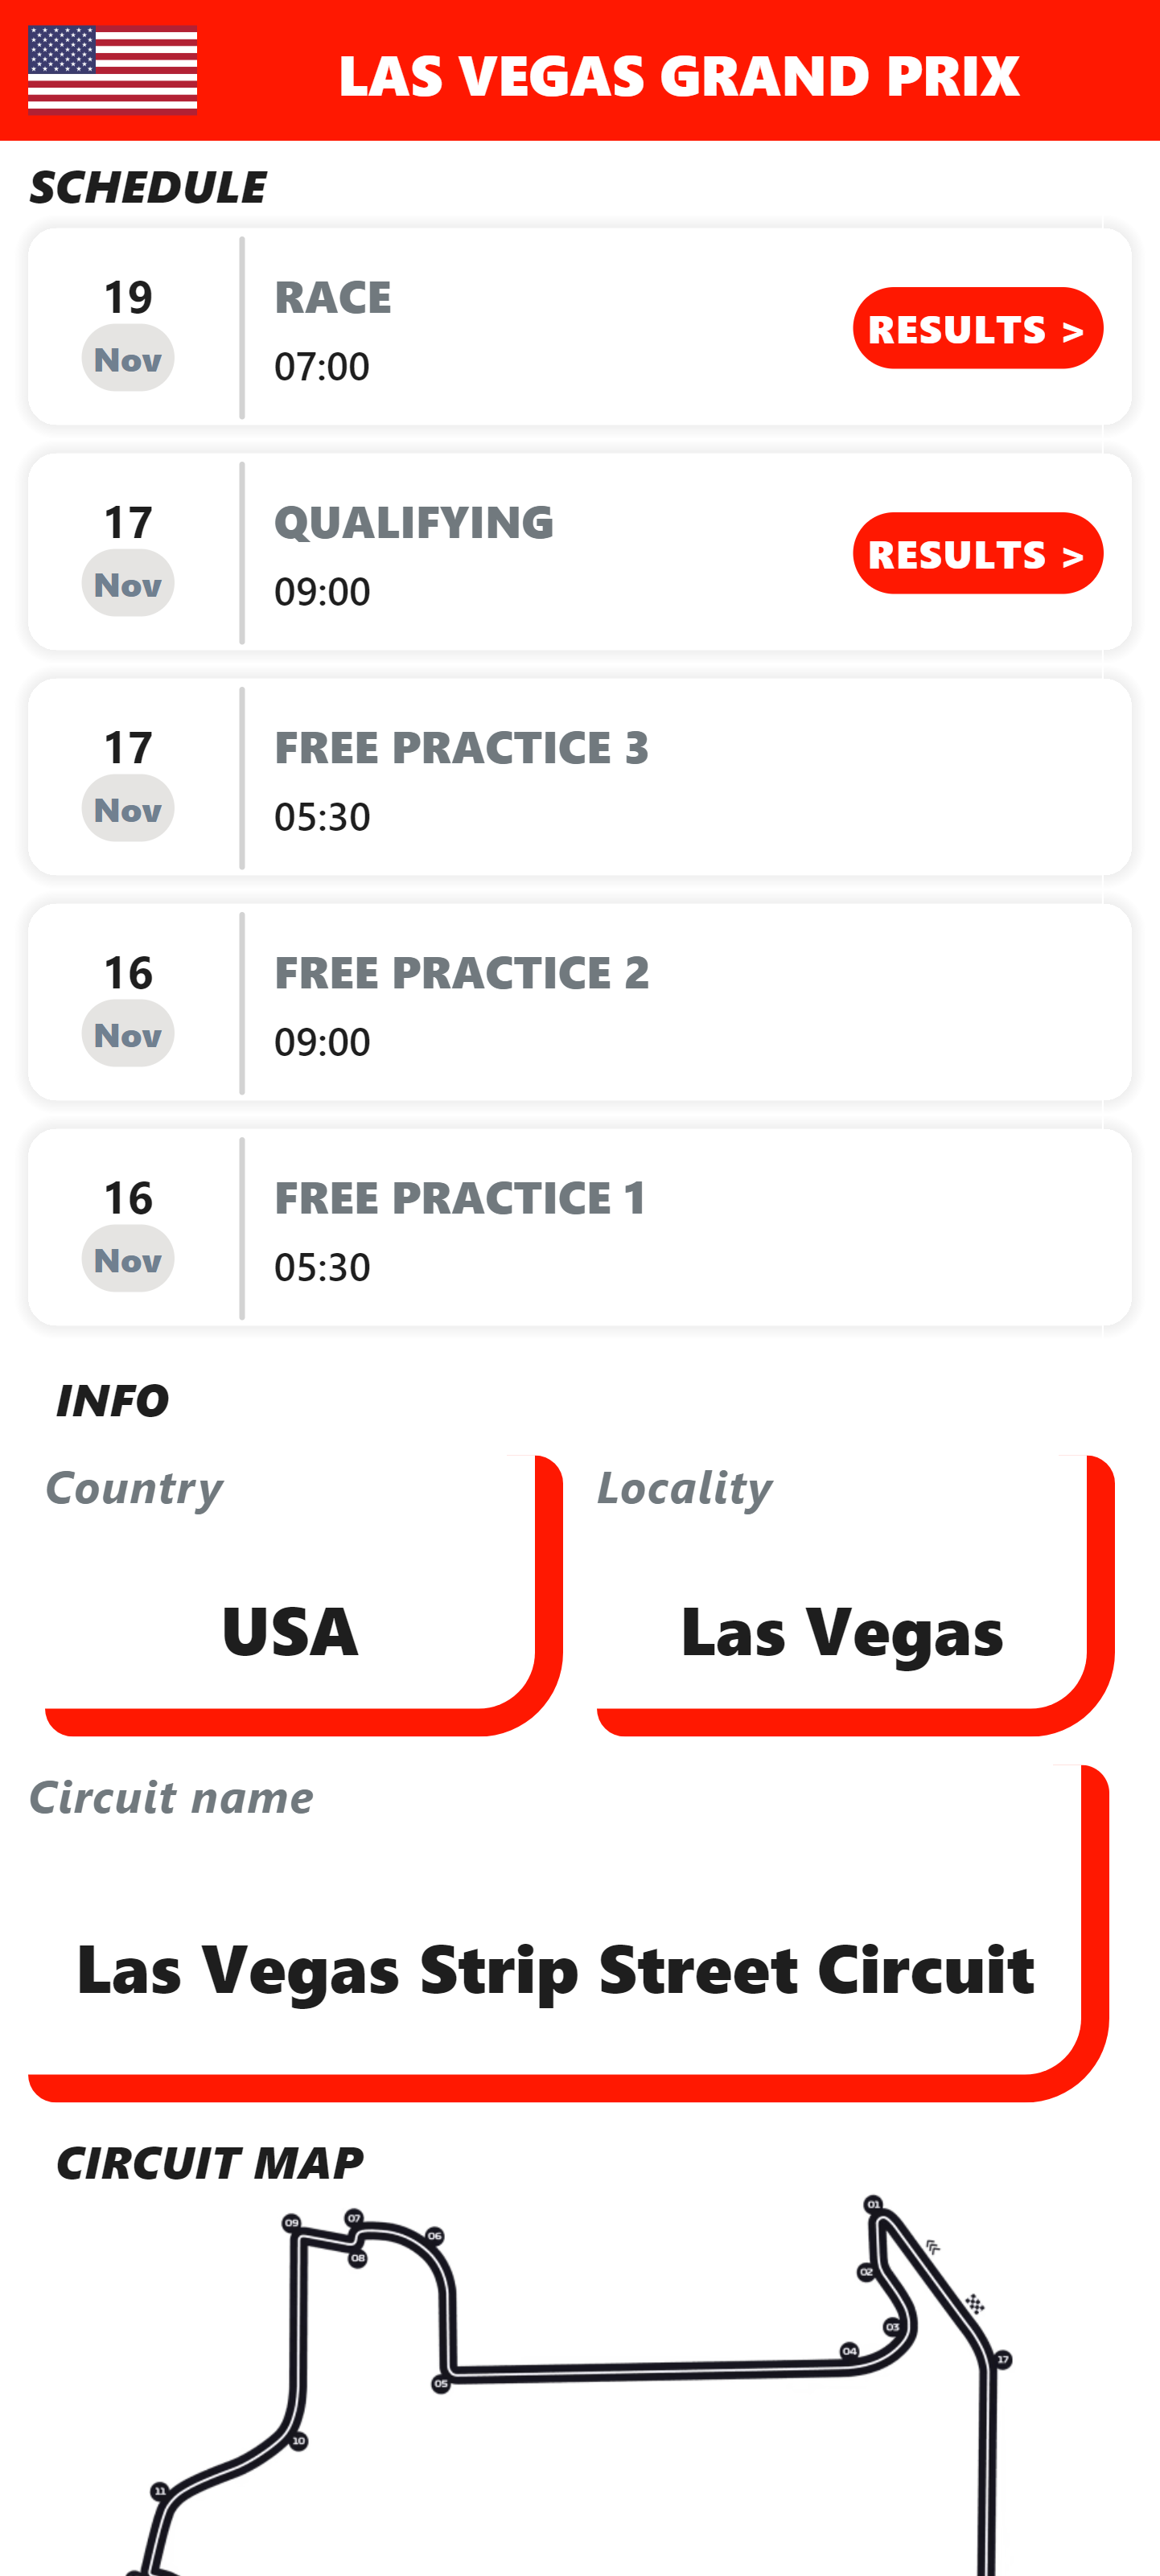 LAS VEGAS GRAND PRIX
SCHEDULE
19
Nov
RACE
07:00
RESULTS >
17
Nov
QUALIFYING
09:00
RESULTS >
17
Nov
FREE PRACTICE 3
05:30
16
Nov
FREE PRACTICE 2
09:00
16
Nov
FREE PRACTICE 1
05:30
INFO
Country
USA
Locality
Las Vegas
Circuit name
Las Vegas Strip Street Circuit
CIRCUIT MAP
01
09
07
06
08
02
03
04
17
05
10
11